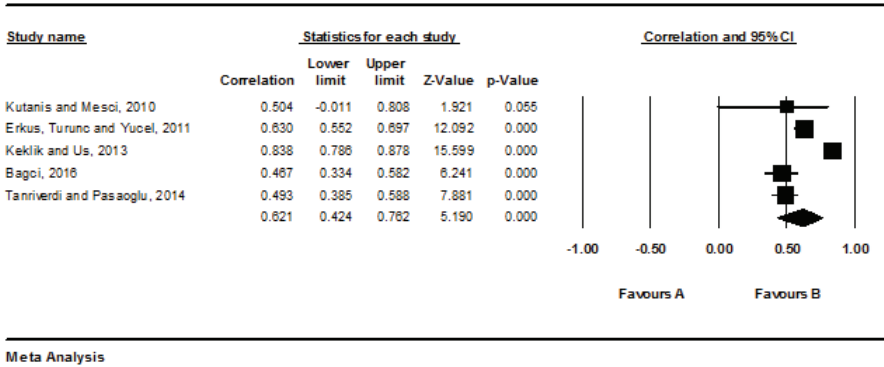 Study name Statistics for each study Correlation and 95% CI
Lower Upper
Correlation limit limit Z-Value p-Value
Kutanis and Mesci, 2010 0.504 -0.011 0.808 1.921 0.055
Erkus, Turunc and Yucel, 2011 0.630 0.552 0.697 12.092 0.000
Keklik and Us, 2013 0.838 0.786 0.878 15.599 0.000
Bagci, 2016 0.467 0.334 0.582 6.241 0.000
Tanriverdi and Pasaoglu, 2014 0.493 0.385 0.588 7.881 0.000
0.621 0.424 0.762 5.190 0.000
-1.00 -0.50 0.00 0.50 1.00
Favours A Favours B
Meta Analysis